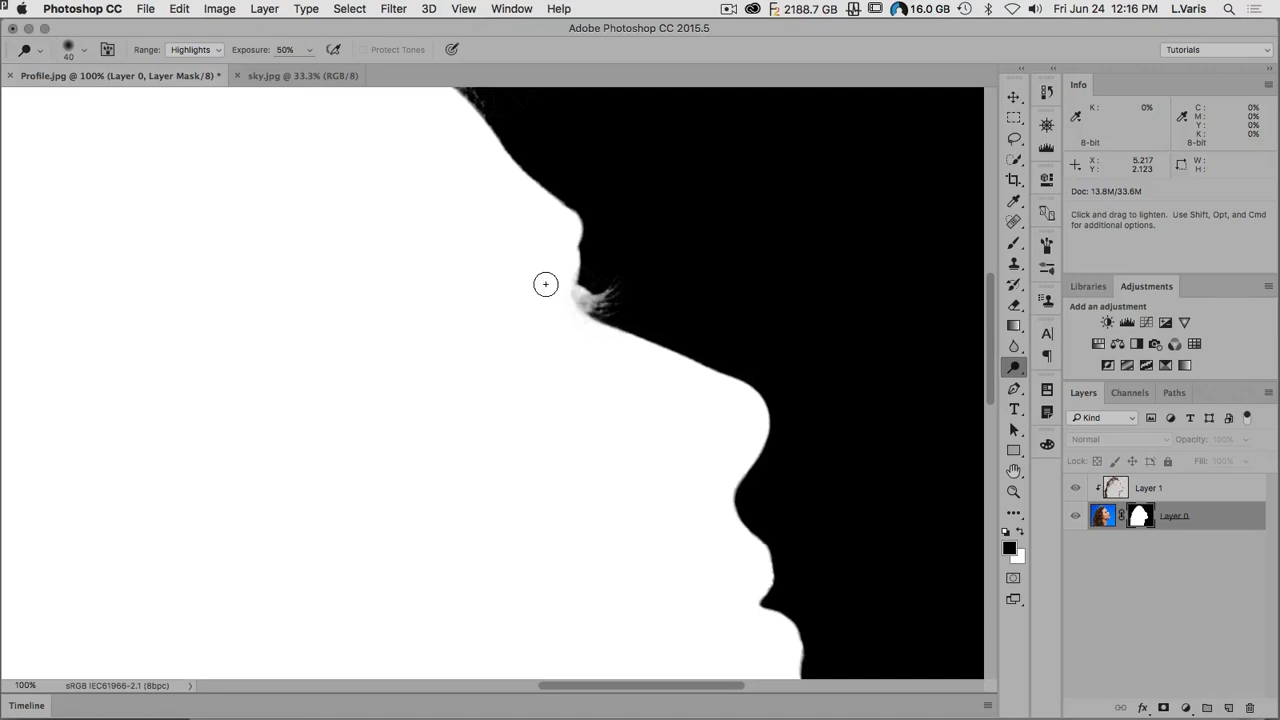 Photoshop CC File Edit Image Layer Type Select Filter 3D View Window Help 2188.7G 16.0 GB Fri Jun 24 12:16 PM L.Varis
Adobe Photoshop CC 2015.5
40 Range: Highlights Exposure: 50% Protect Tones Tutorials
× Profile.jpg @ 100% (Layer 0, Layer Mask/8) * × sky.jpg @ 33.3% (RGB/8)
Info
K: 0% C: 0%
M: 0%
Y: 0%
K: 0%
8-bit 8-bit
X: 5.217 W:
Y: 2.123 H:
Doc: 13.8M/33.6M
Click and drag to lighten. Use Shift, Opt, and Cmd
for additional options.
Libraries Adjustments
Add an adjustment
Layers Channels Paths
Kind
Normal Opacity: 100%
Lock: Fill: 100%
Layer 1
Layer 0
100% sRGB IEC61966-2.1 (8bpc)
Timeline